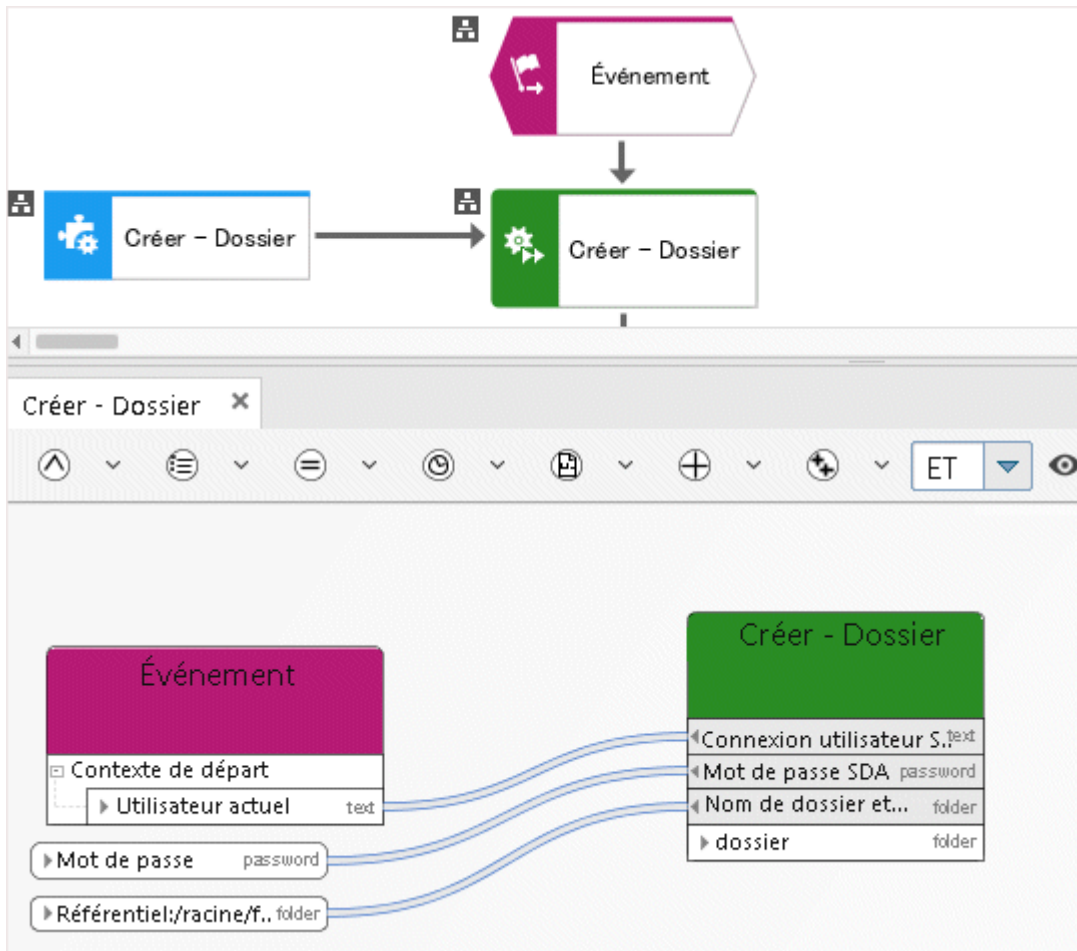 Événement
Créer – Dossier
Créer – Dossier
Créer - Dossier
ET
Créer - Dossier
Événement
Connexion utilisateur S.. text
Contexte de départ
Mot de passe SDA password
Utilisateur actuel text
Nom de dossier et... folder
dossier folder
Mot de passe password
Référentiel:/racine/f.. folder